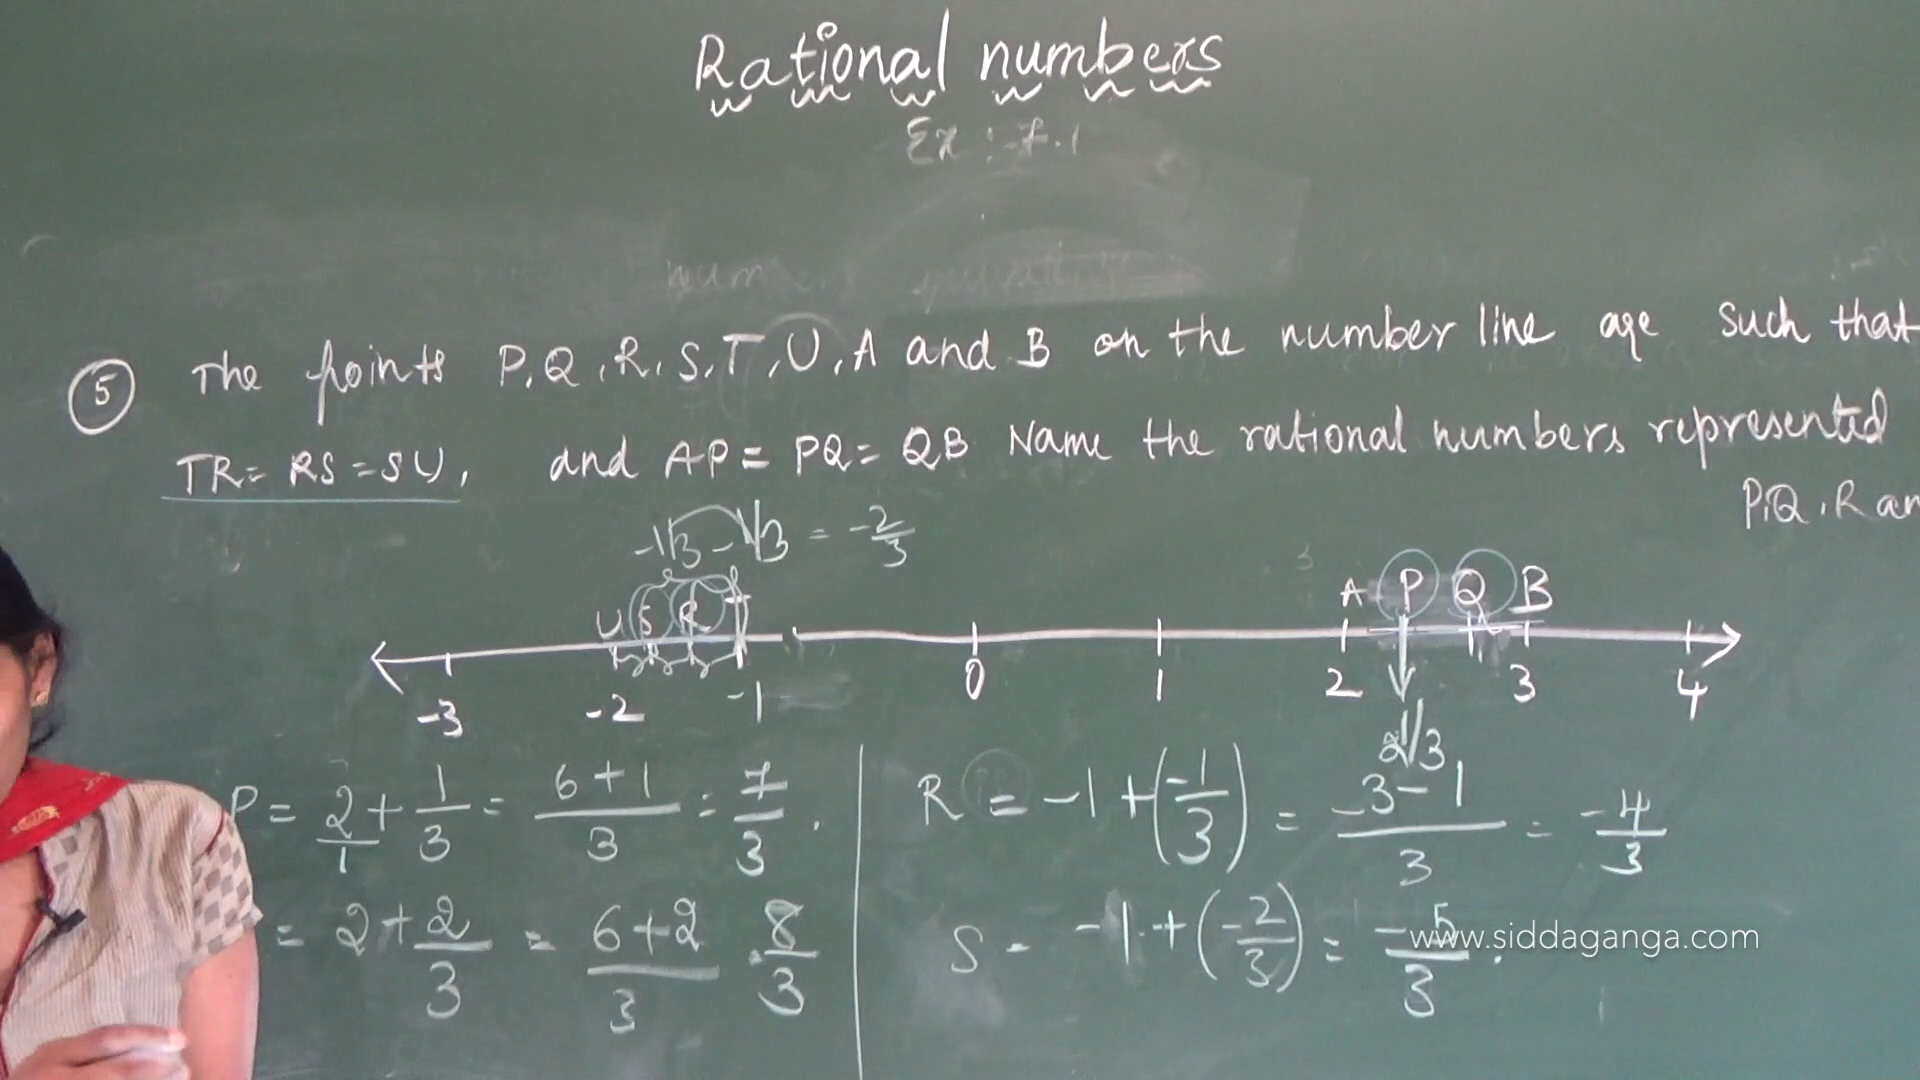 Rational numbers
Ex : 7.1
5 The points P, Q, R, S, T, U, A and B on the number line are such that
TR = RS = SU, and AP = PQ = QB Name the rational numbers represented
P,Q,R an
-1/3 -1/3 = -2/3
U S R T A P Q B
-3 -2 -1 0 1 2 3 4
P = 2/1 + 1/3 = 6+1/3 = 7/3 .
= 2 + 2/3 = 6+2/3 = 8/3
R = -1 + (-1/3) = -3-1/3 = -4/3
S = -1 + (-2/3) = -5/3 .
www.siddaganga.com